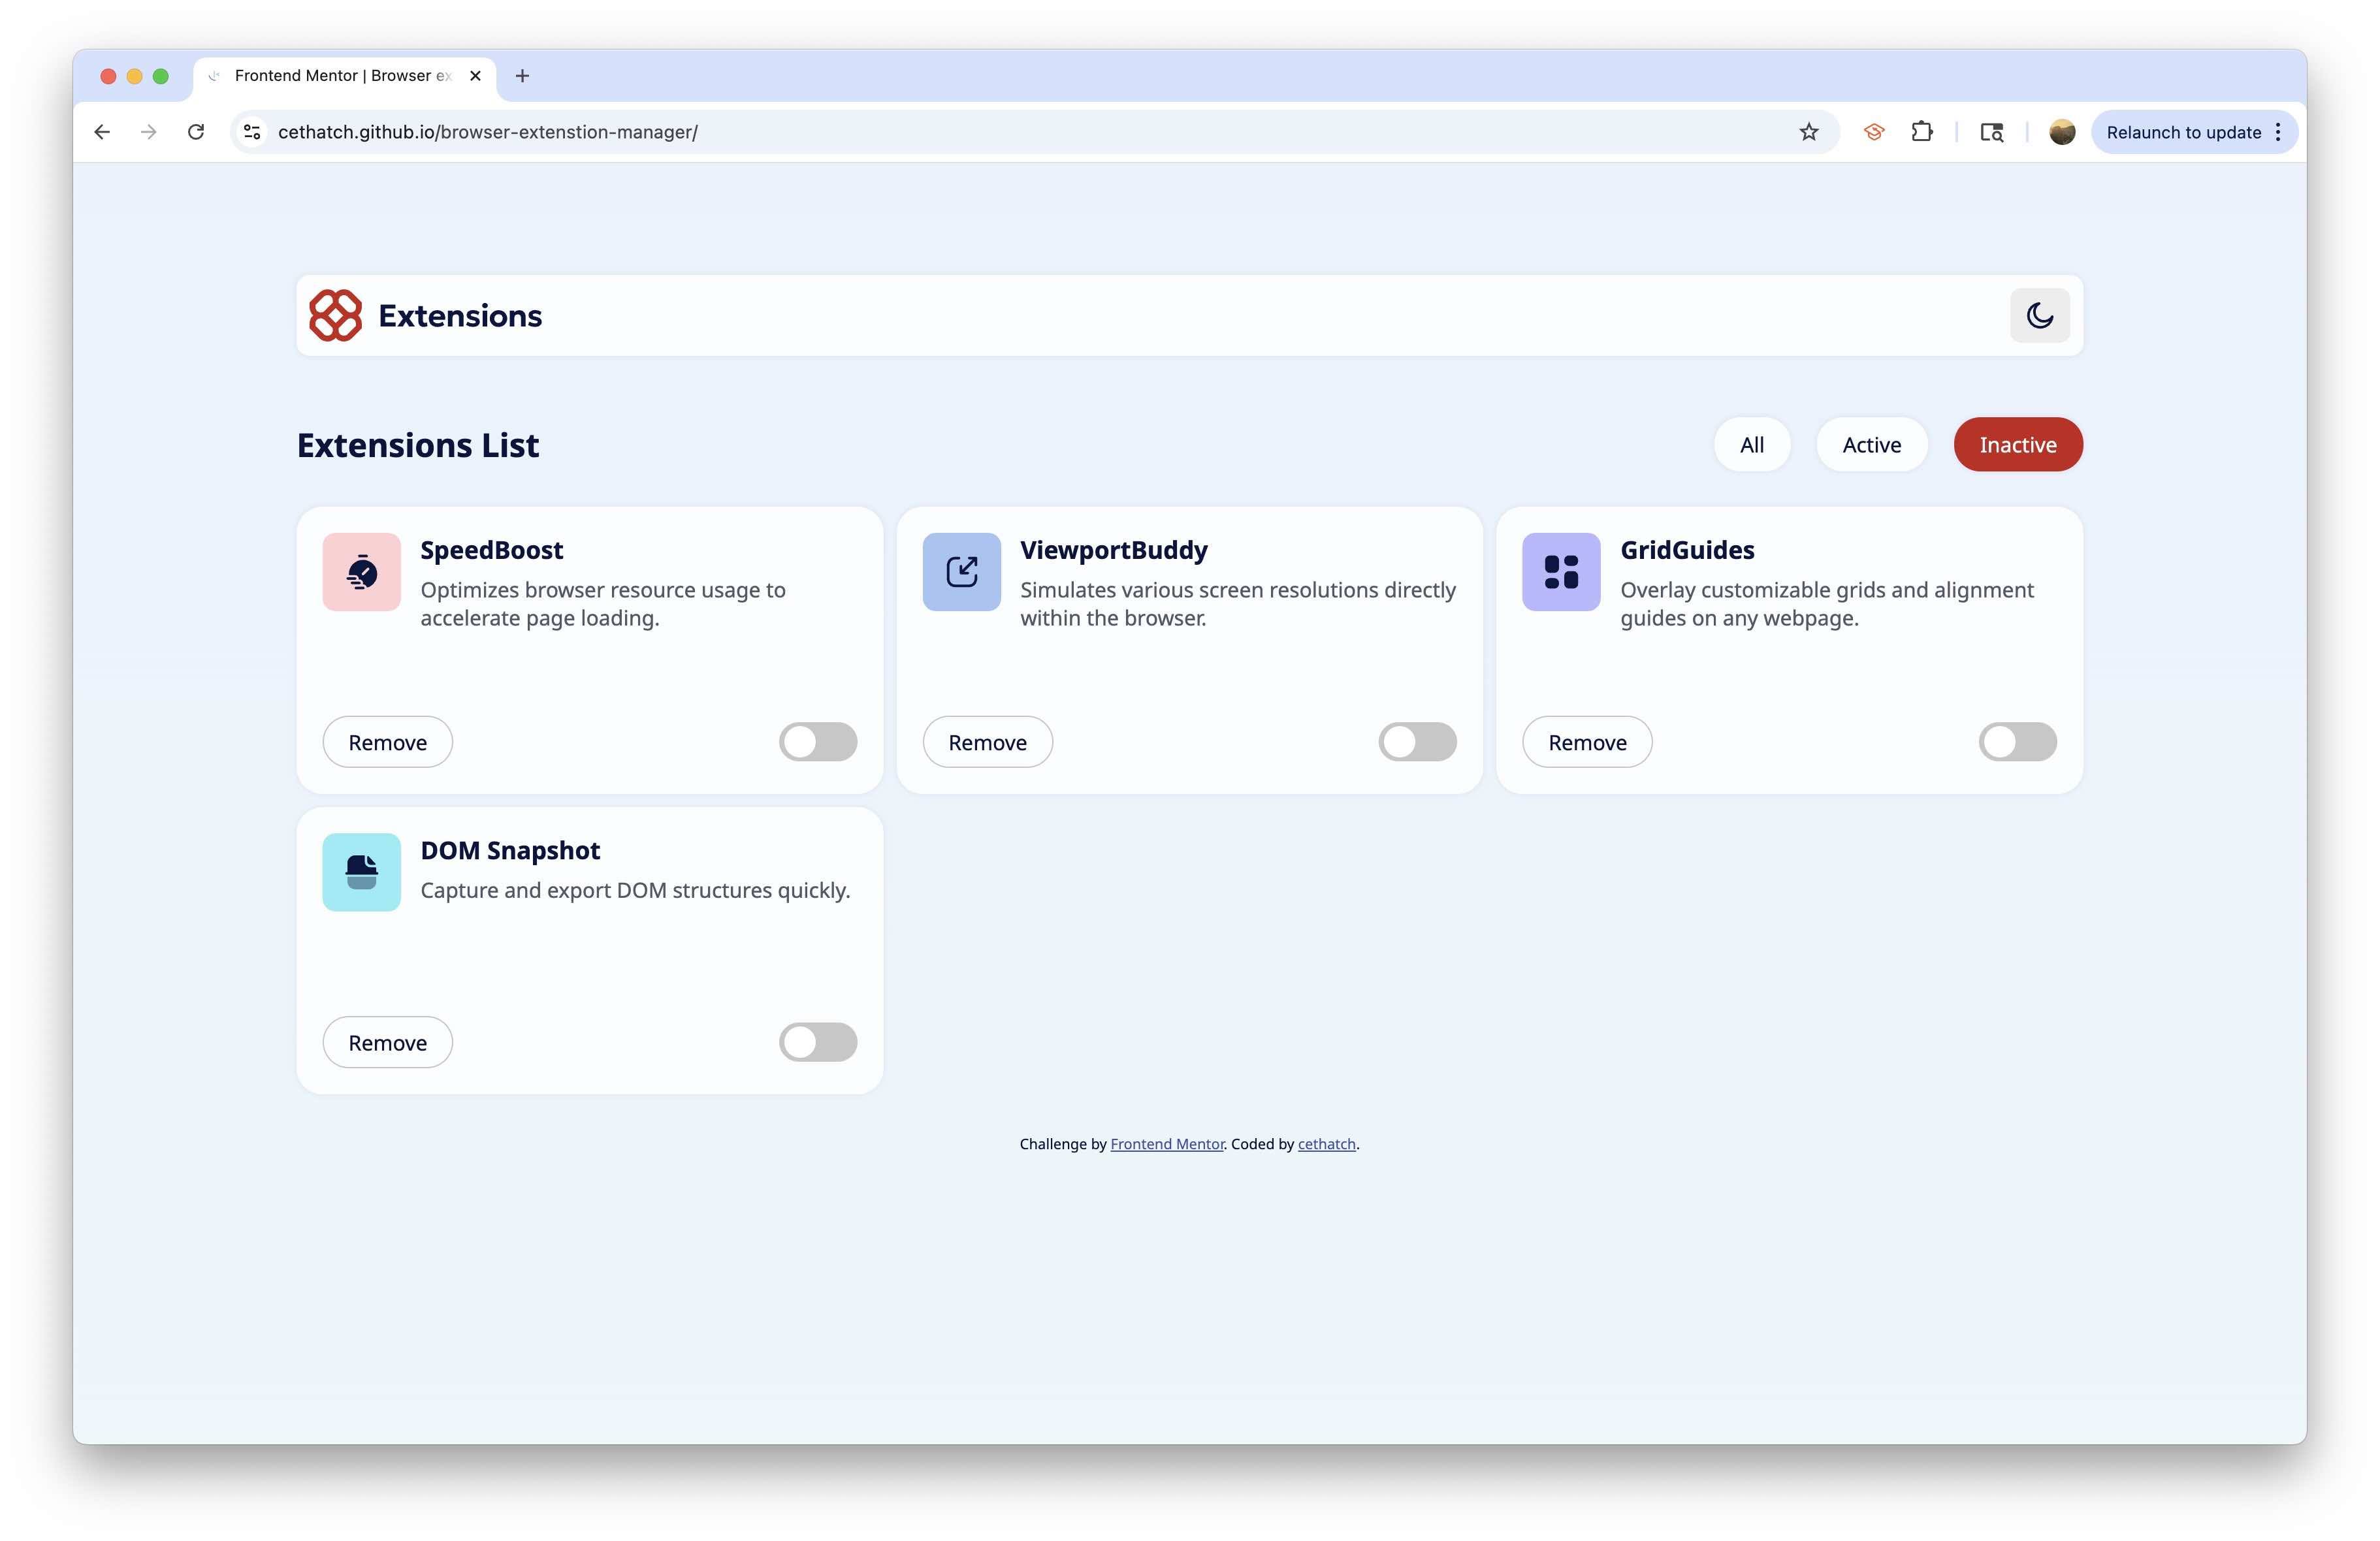 Frontend Mentor | Browser ex
cethatch.github.io/browser-extenstion-manager/
Relaunch to update
Extensions
Extensions List
All
Active
Inactive
SpeedBoost
Optimizes browser resource usage to
accelerate page loading.
Remove
ViewportBuddy
Simulates various screen resolutions directly
within the browser.
Remove
GridGuides
Overlay customizable grids and alignment
guides on any webpage.
Remove
DOM Snapshot
Capture and export DOM structures quickly.
Remove
Challenge by Frontend Mentor. Coded by cethatch.